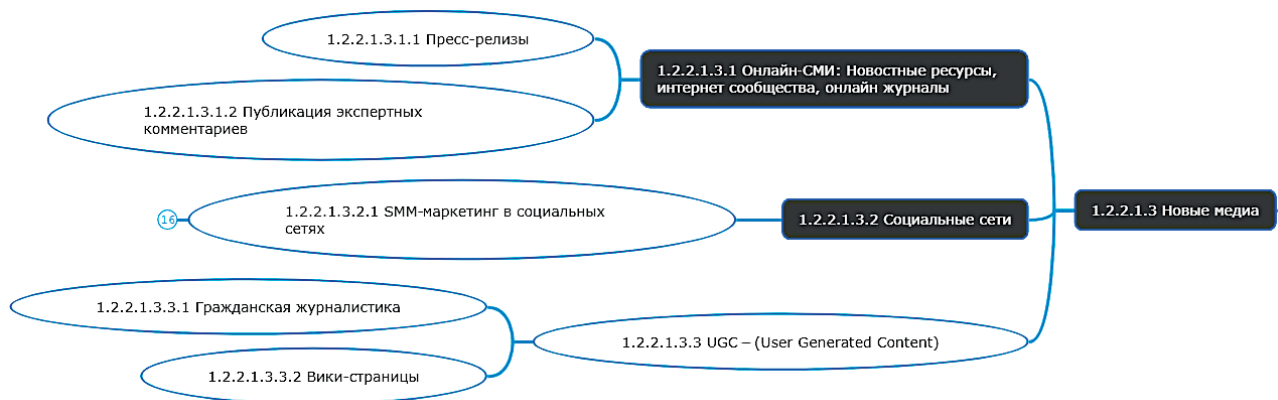 1.2.2.1.3.1.1 Пресс-релизы
1.2.2.1.3.1 Онлайн-СМИ: Новостные ресурсы,
интернет сообщества, онлайн журналы
1.2.2.1.3.1.2 Публикация экспертных
комментариев
16
1.2.2.1.3.2.1 SMM-маркетинг в социальных
сетях
1.2.2.1.3.2 Социальные сети
1.2.2.1.3 Новые медиа
1.2.2.1.3.3.1 Гражданская журналистика
1.2.2.1.3.3 UGC – (User Generated Content)
1.2.2.1.3.3.2 Вики-страницы